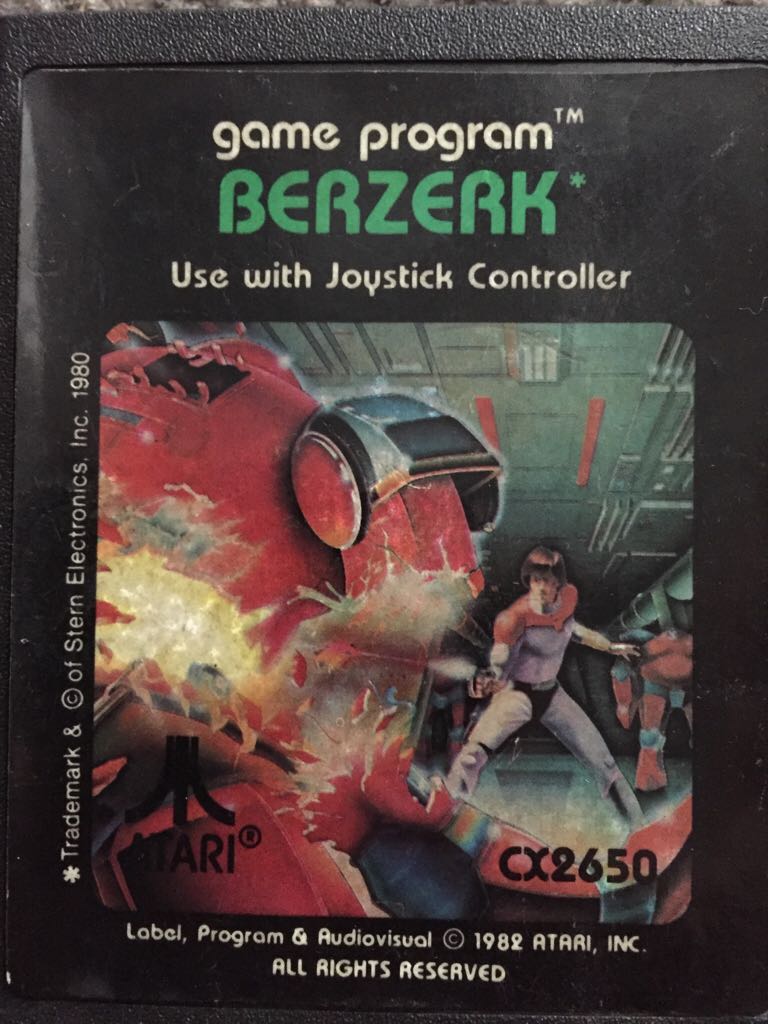 game program™
BERZERK*
Use with Joystick Controller
*Trademark & © of Stern Electronics, Inc. 1980
ATARI®
CX2650
Label, Program & Audiovisual © 1982 ATARI, INC.
ALL RIGHTS RESERVED